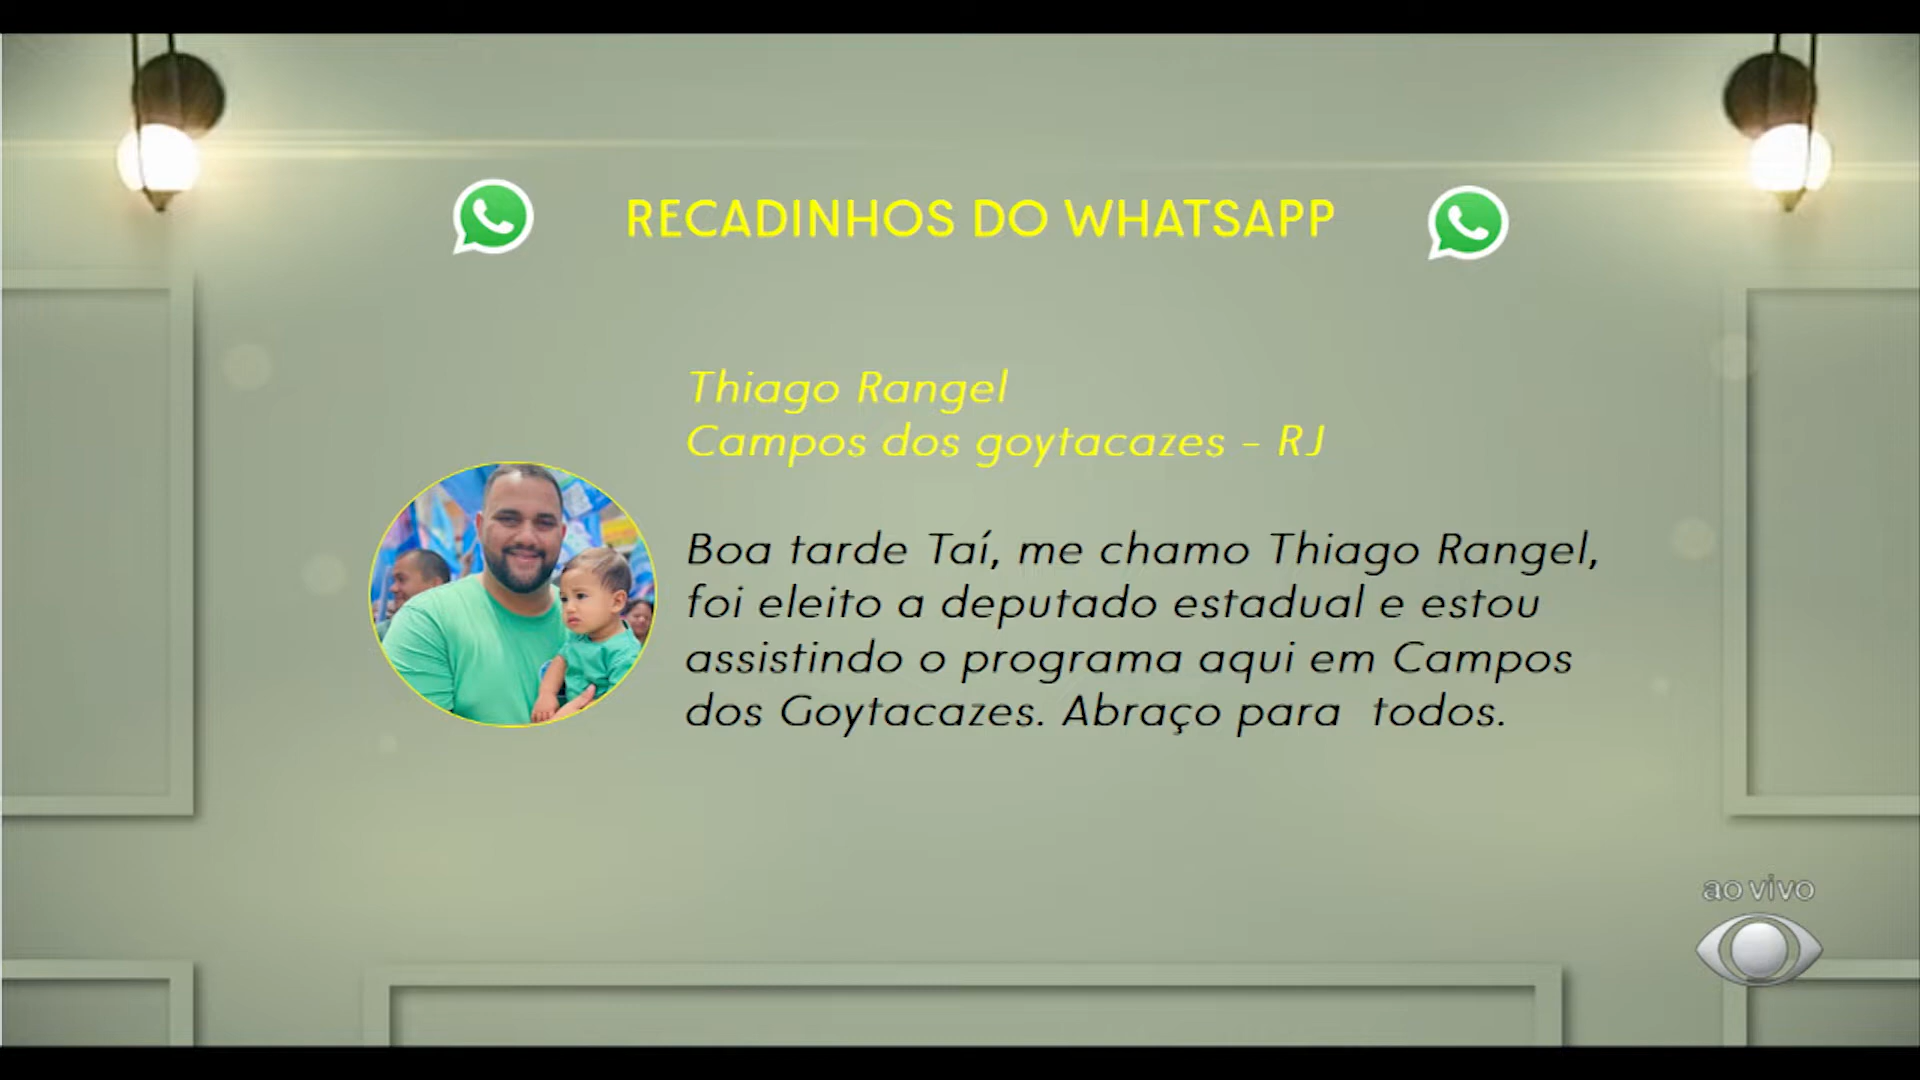 RECADINHOS DO WHATSAPP
Thiago Rangel
Campos dos goytacazes - RJ
Boa tarde Taí, me chamo Thiago Rangel,
foi eleito a deputado estadual e estou
assistindo o programa aqui em Campos
dos Goytacazes. Abraço para  todos.
ao vivo